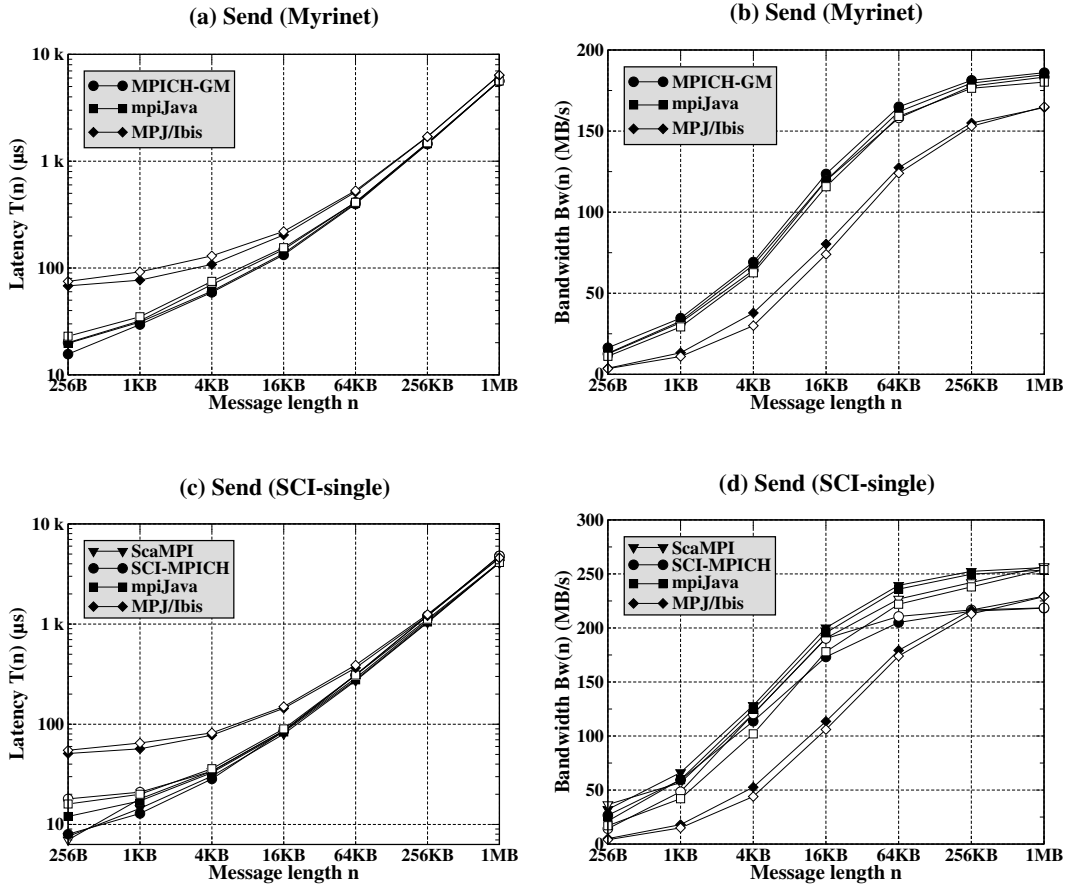 (a) Send (Myrinet)
10 k
1 k
100
10
Latency T(n) (µs)
MPICH-GM
mpiJava
MPJ/Ibis
256B 1KB 4KB 16KB 64KB 256KB 1MB
Message length n
(b) Send (Myrinet)
200
150
100
50
0
Bandwidth Bw(n) (MB/s)
MPICH-GM
mpiJava
MPJ/Ibis
256B 1KB 4KB 16KB 64KB 256KB 1MB
Message length n
(c) Send (SCI-single)
10 k
1 k
100
10
Latency T(n) (µs)
ScaMPI
SCI-MPICH
mpiJava
MPJ/Ibis
256B 1KB 4KB 16KB 64KB 256KB 1MB
Message length n
(d) Send (SCI-single)
300
250
200
150
100
50
0
Bandwidth Bw(n) (MB/s)
ScaMPI
SCI-MPICH
mpiJava
MPJ/Ibis
256B 1KB 4KB 16KB 64KB 256KB 1MB
Message length n